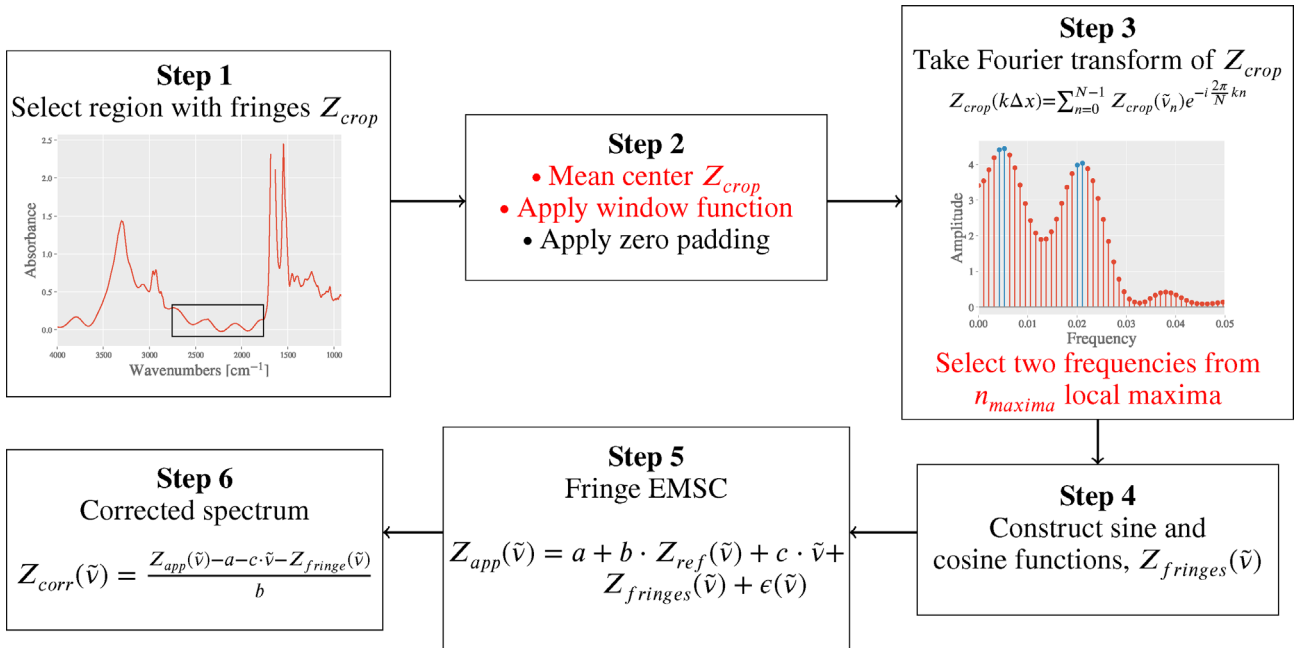 Step 1
Select region with fringes Z_crop
Absorbance
2.5
2.0
1.5
1.0
0.5
0.0
4000 3500 3000 2500 2000 1500 1000
Wavenumbers [cm⁻¹]
Step 2
• Mean center Z_crop
• Apply window function
• Apply zero padding
Step 3
Take Fourier transform of Z_crop
Z_crop(kΔx)=∑_{n=0}^{N−1} Z_crop(ṽ_n)e^{−i (2π/N) kn}
Amplitude
4
3
2
1
0
0.00 0.01 0.02 0.03 0.04 0.05
Frequency
Select two frequencies from
n_maxima local maxima
Step 4
Construct sine and
cosine functions, Z_fringes(ṽ)
Step 5
Fringe EMSC
Z_app(ṽ) = a + b · Z_ref(ṽ) + c · ṽ+
Z_fringes(ṽ) + ϵ(ṽ)
Step 6
Corrected spectrum
Z_corr(ṽ) = (Z_app(ṽ)−a−c·ṽ−Z_fringe(ṽ))/b